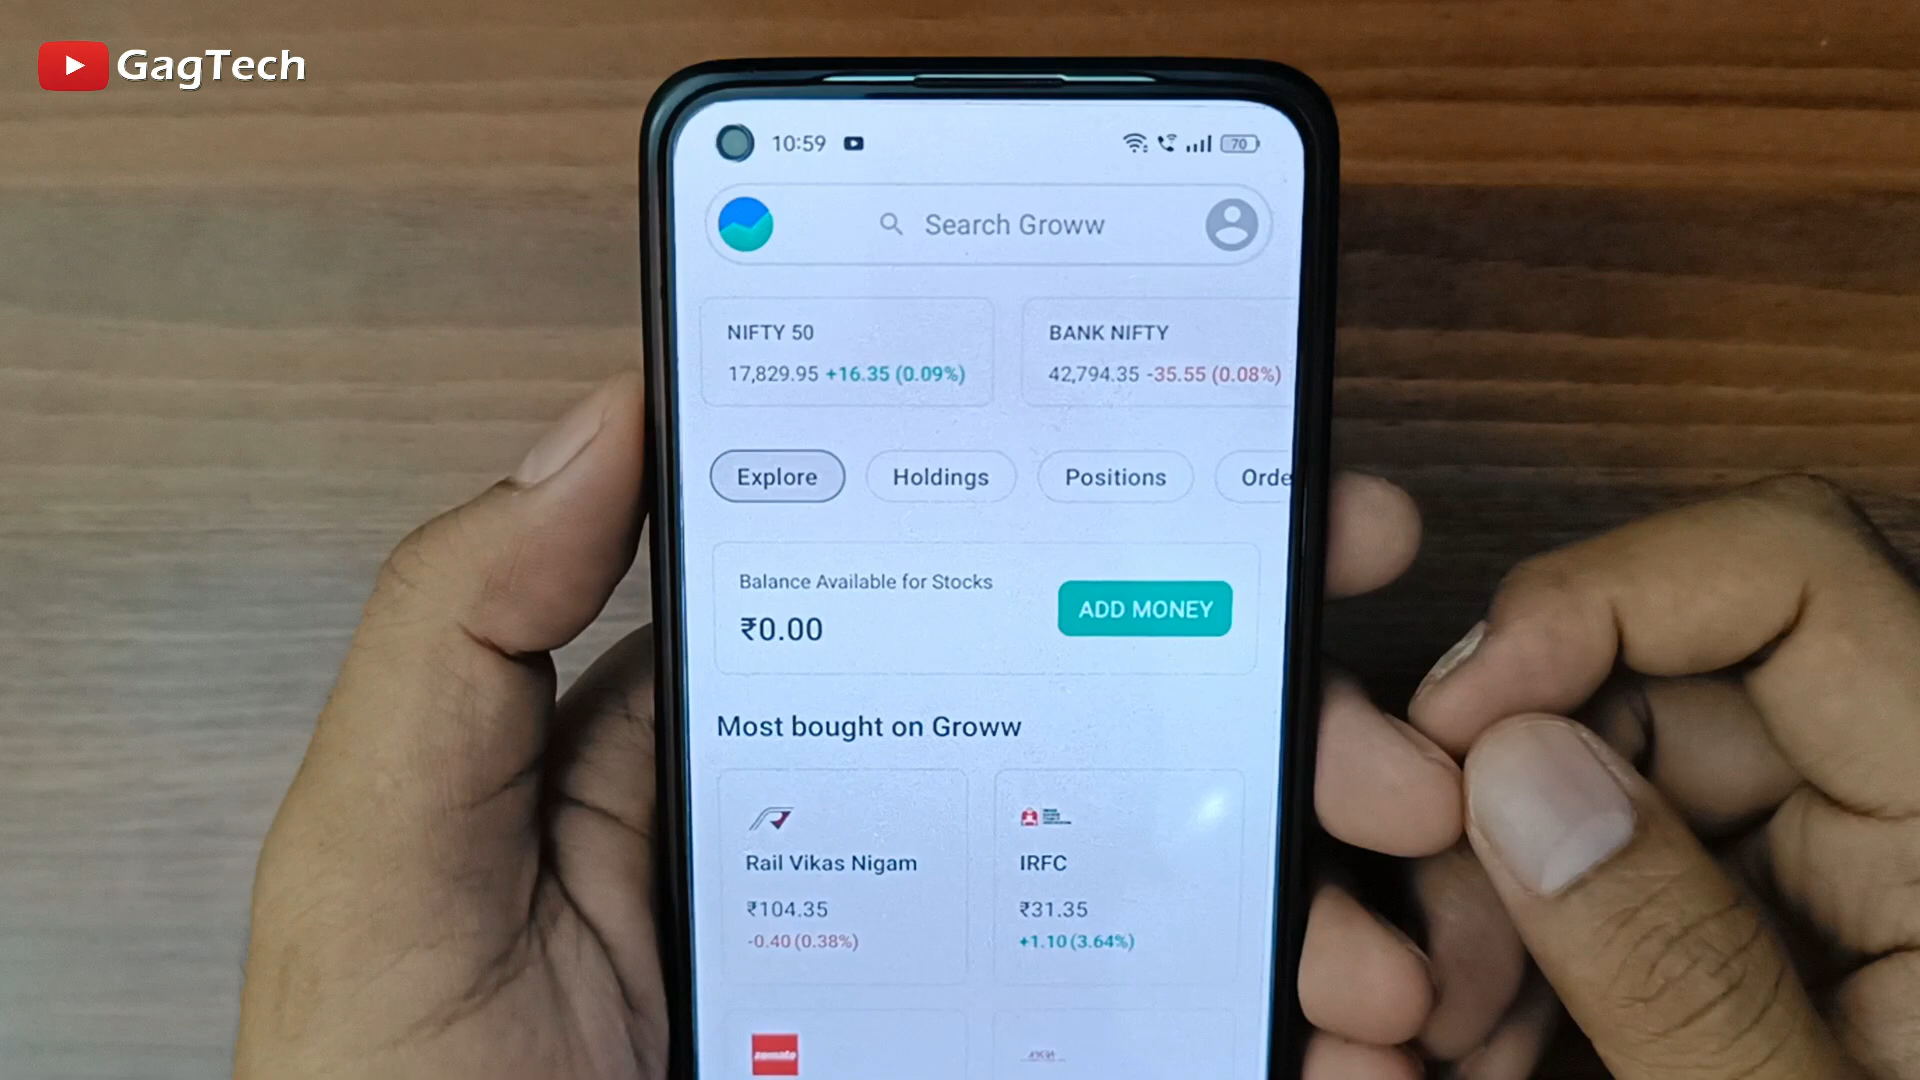 GagTech
10:59
70
Search Groww
NIFTY 50
17,829.95 +16.35 (0.09%)
BANK NIFTY
42,794.35 -35.55 (0.08%)
Explore
Holdings
Positions
Orde
Balance Available for Stocks
₹0.00
ADD MONEY
Most bought on Groww
Rail Vikas Nigam
₹104.35
-0.40 (0.38%)
IRFC
₹31.35
+1.10 (3.64%)
zomato